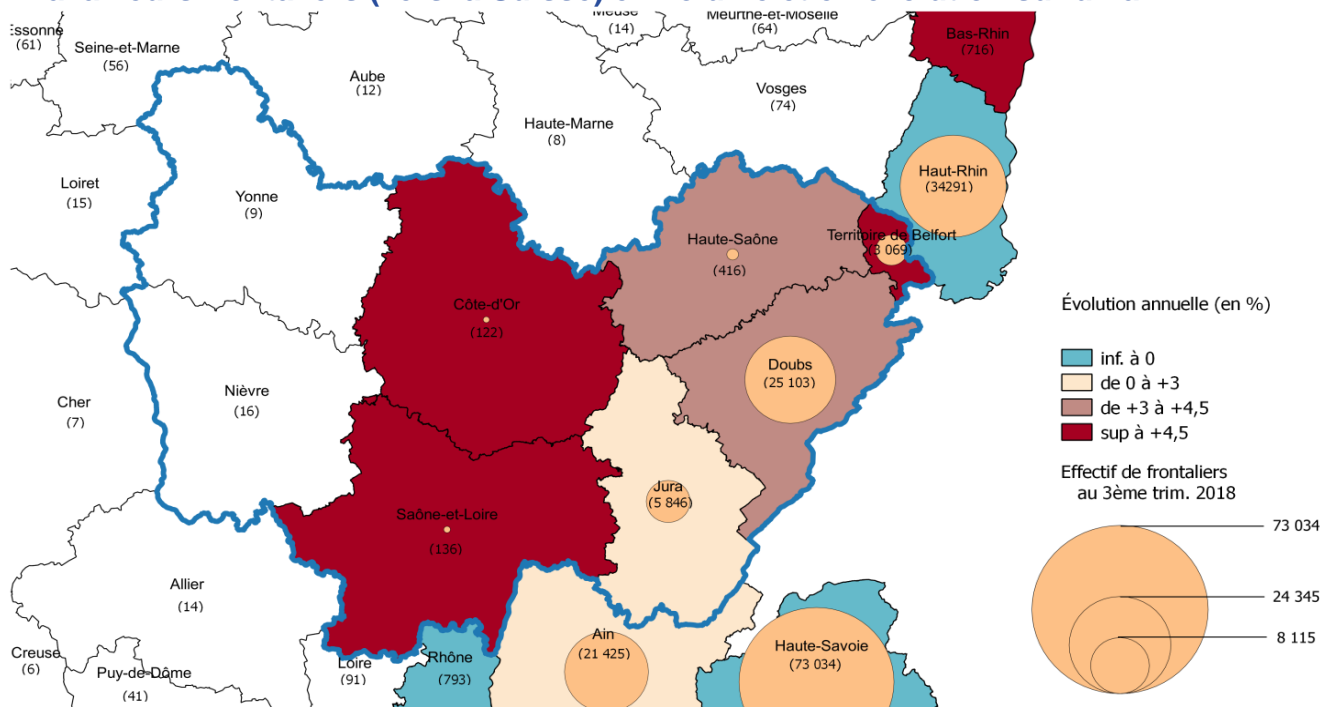 Essonne
(61)
Seine-et-Marne
(56)
Aube
(12)
Meuse
(14)
Meurthe-et-Moselle
(64)
Bas-Rhin
(716)
Vosges
(74)
Haute-Marne
(8)
Haut-Rhin
(34291)
Loiret
(15)
Yonne
(9)
Territoire de Belfort
(3 069)
Haute-Saône
(416)
Côte-d'Or
(122)
Doubs
(25 103)
Cher
(7)
Nièvre
(16)
Jura
(5 846)
Saône-et-Loire
(136)
Allier
(14)
Creuse
(6)
Puy-de-Dôme
(41)
Loire
(91)
Rhône
(793)
Ain
(21 425)
Haute-Savoie
(73 034)
Évolution annuelle (en %)
inf. à 0
de 0 à +3
de +3 à +4,5
sup à +4,5
Effectif de frontaliers
au 3ème trim. 2018
73 034
24 345
8 115